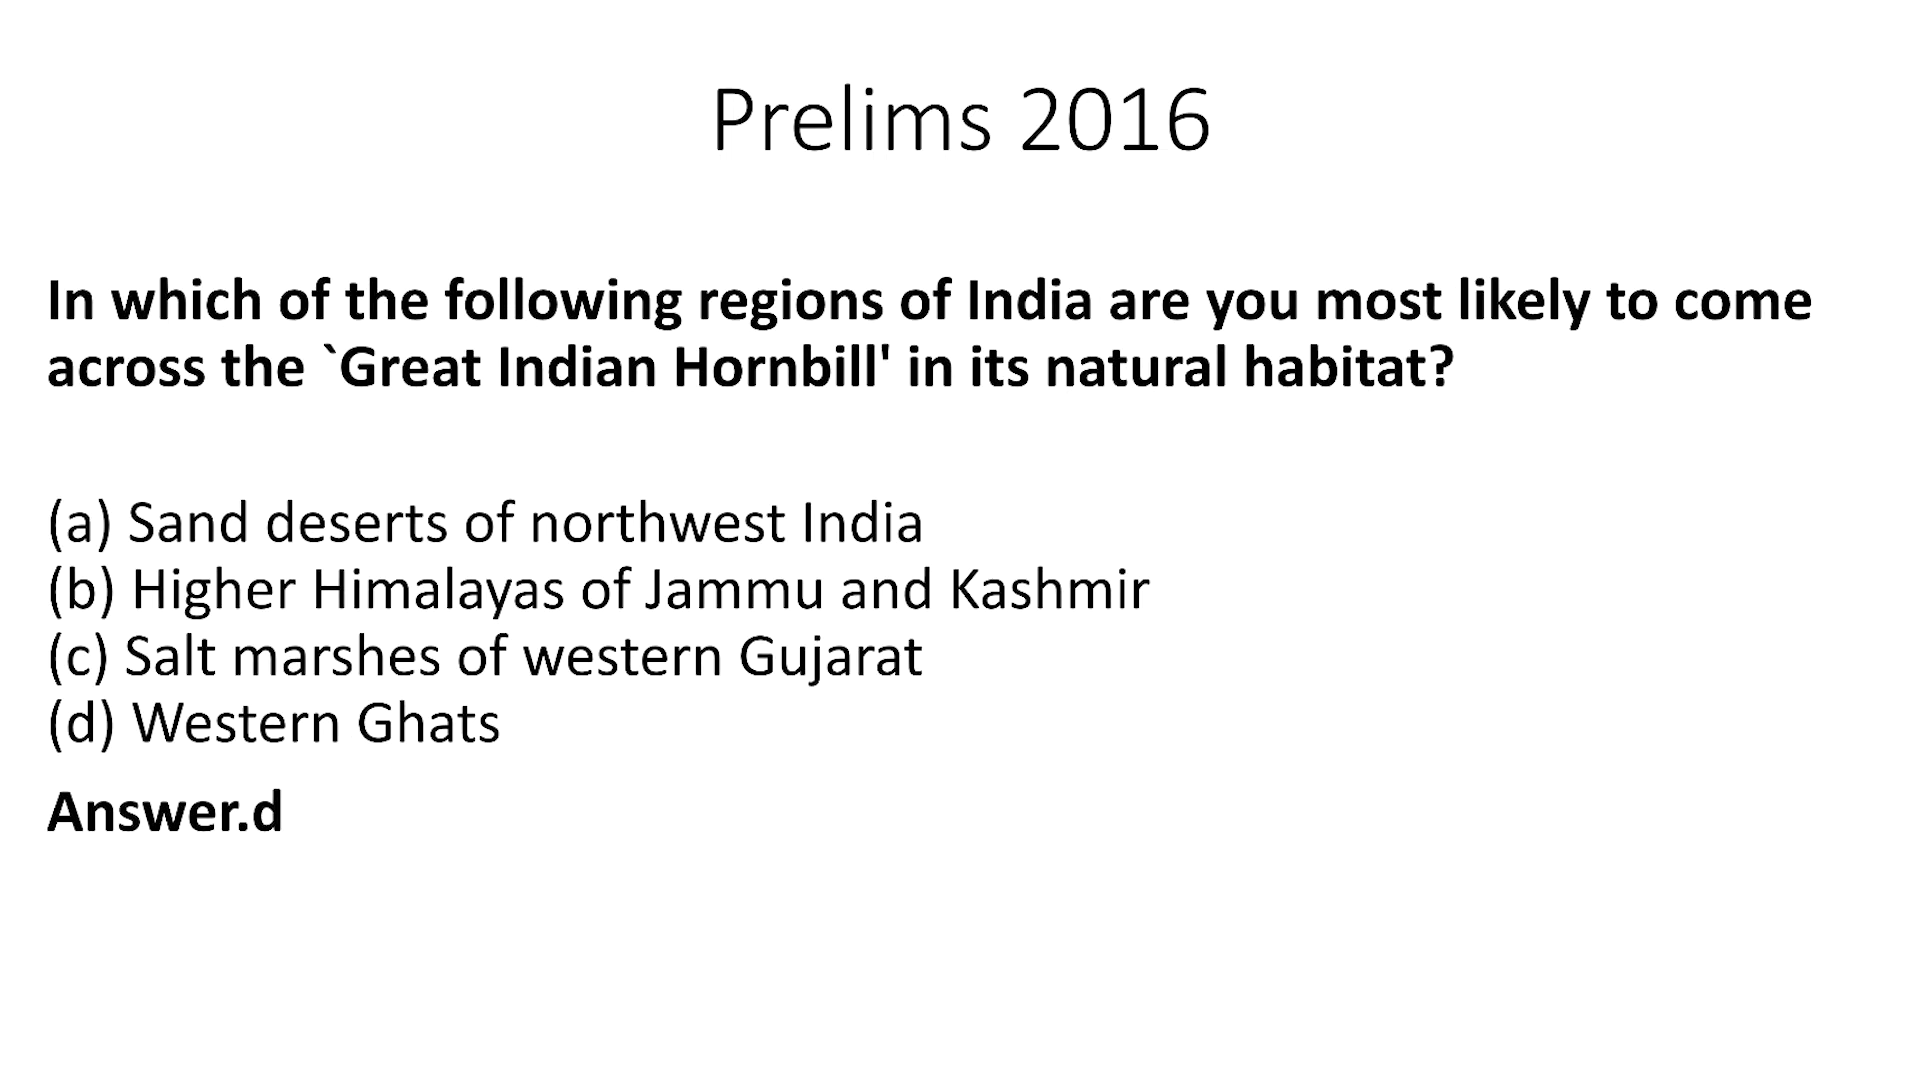 Prelims 2016
In which of the following regions of India are you most likely to come
across the `Great Indian Hornbill' in its natural habitat?
(a) Sand deserts of northwest India
(b) Higher Himalayas of Jammu and Kashmir
(c) Salt marshes of western Gujarat
(d) Western Ghats
Answer.d